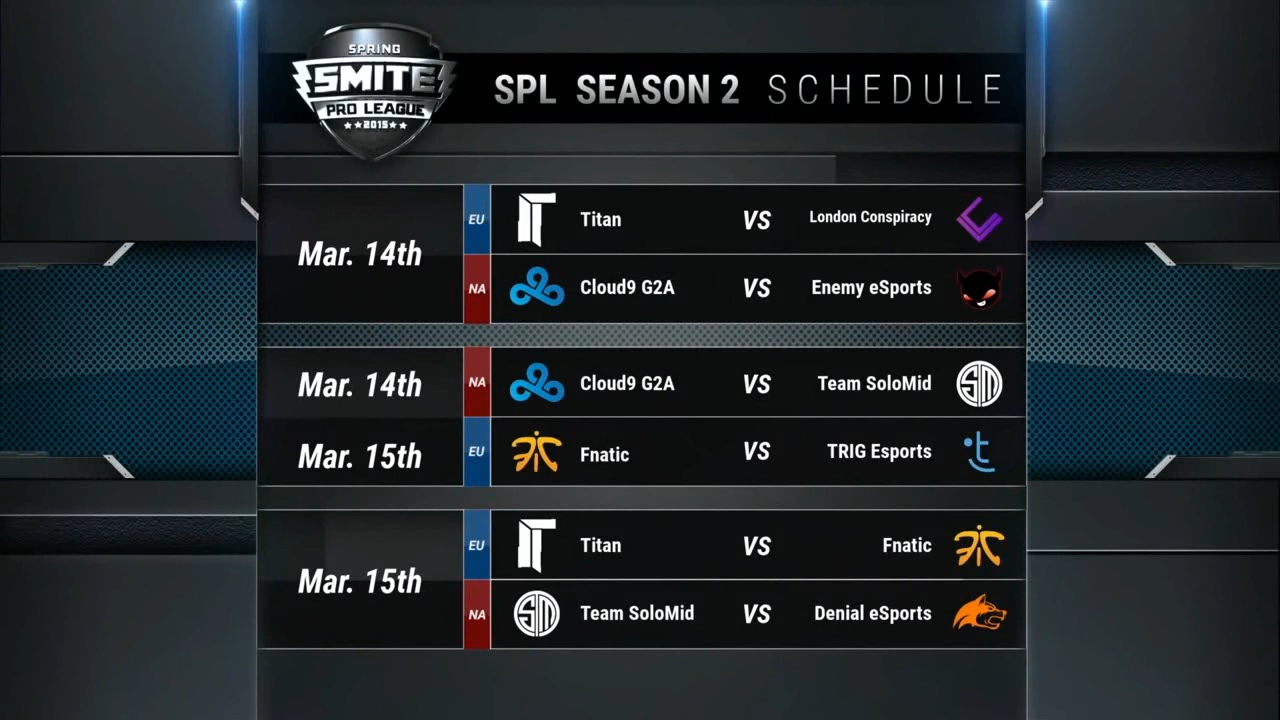 SPRING
SMITE
PRO LEAGUE
★★2015★★
SPL SEASON 2 SCHEDULE
Mar. 14th
EU Titan VS London Conspiracy
NA Cloud9 G2A VS Enemy eSports
Mar. 14th NA Cloud9 G2A VS Team SoloMid
Mar. 15th EU Fnatic VS TRIG Esports
Mar. 15th
EU Titan VS Fnatic
NA Team SoloMid VS Denial eSports